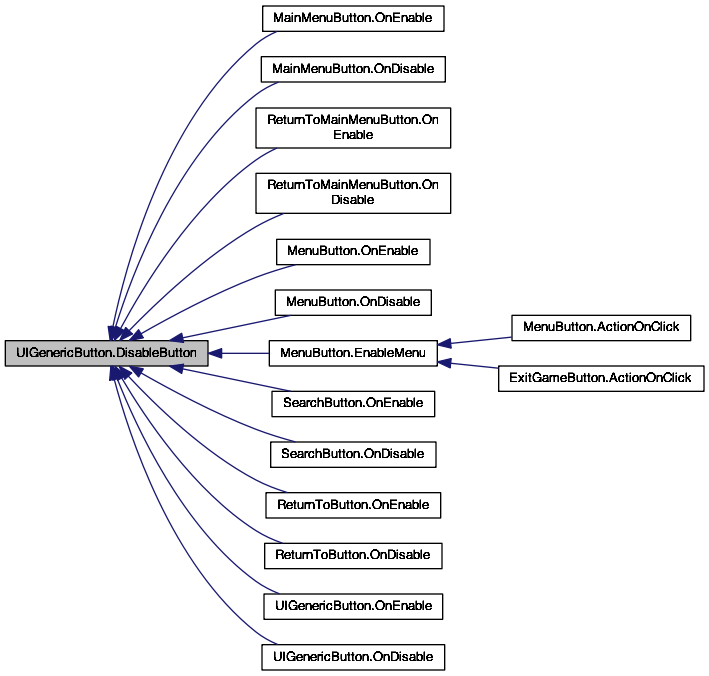 MainMenuButton.OnEnable
MainMenuButton.OnDisable
ReturnToMainMenuButton.On
Enable
ReturnToMainMenuButton.On
Disable
MenuButton.OnEnable
MenuButton.OnDisable
MenuButton.ActionOnClick
UIGenericButton.DisableButton
MenuButton.EnableMenu
ExitGameButton.ActionOnClick
SearchButton.OnEnable
SearchButton.OnDisable
ReturnToButton.OnEnable
ReturnToButton.OnDisable
UIGenericButton.OnEnable
UIGenericButton.OnDisable